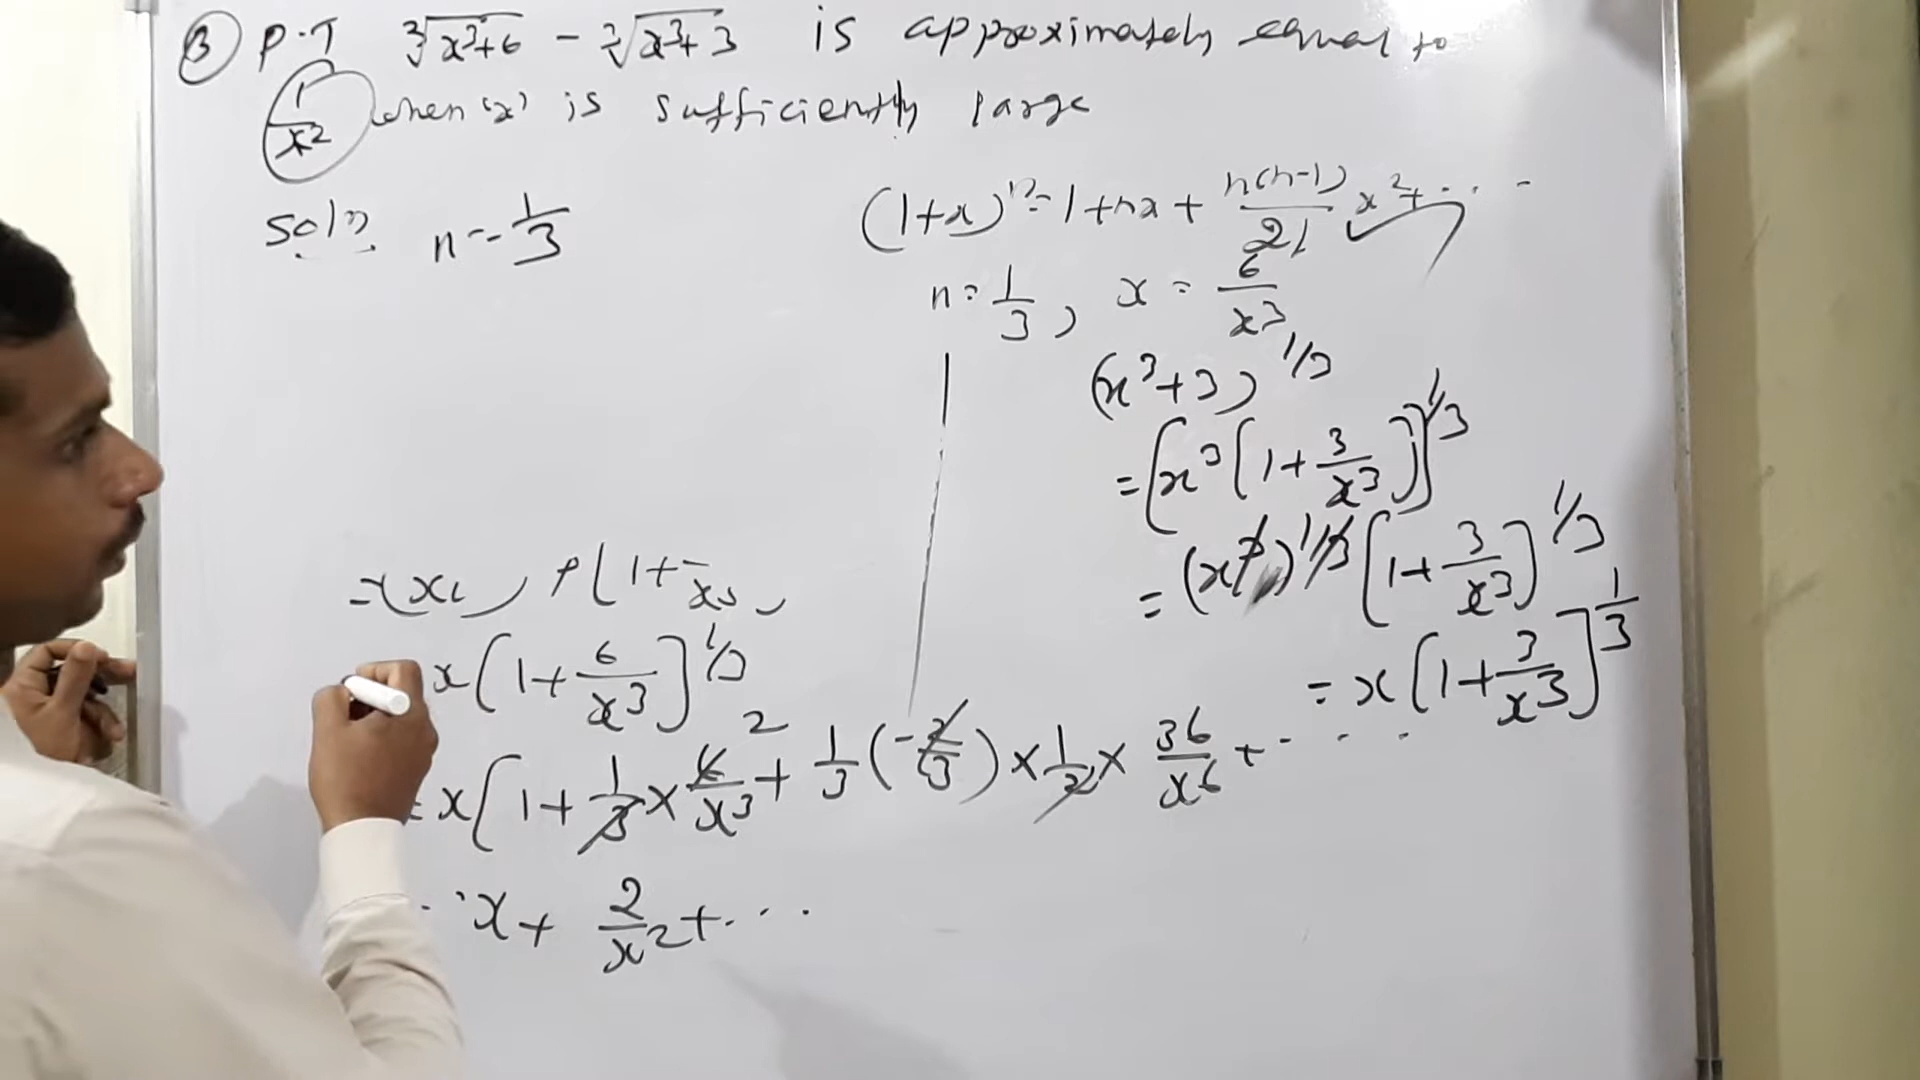 ③ P.T ∛(x³+6) - ∛(x³+3) is approximately equal to
1/x² when 'x' is sufficiently large
Soln n = 1/3
(1+x)ⁿ = 1+nx + n(n-1)/2! x² + ...
n = 1/3, x = 6/x³
(x³+3)^1/3
= [x³[1+3/x³]]^1/3
= (x³)^1/3 [1+3/x³]^1/3
= x[1+3/x³]^1/3
x[1+6/x³]^1/3
= x[1+1/3×6/x³ 2 + 1/3(-2/3)×1/2×36/x⁶+....
x+ 2/x²+...